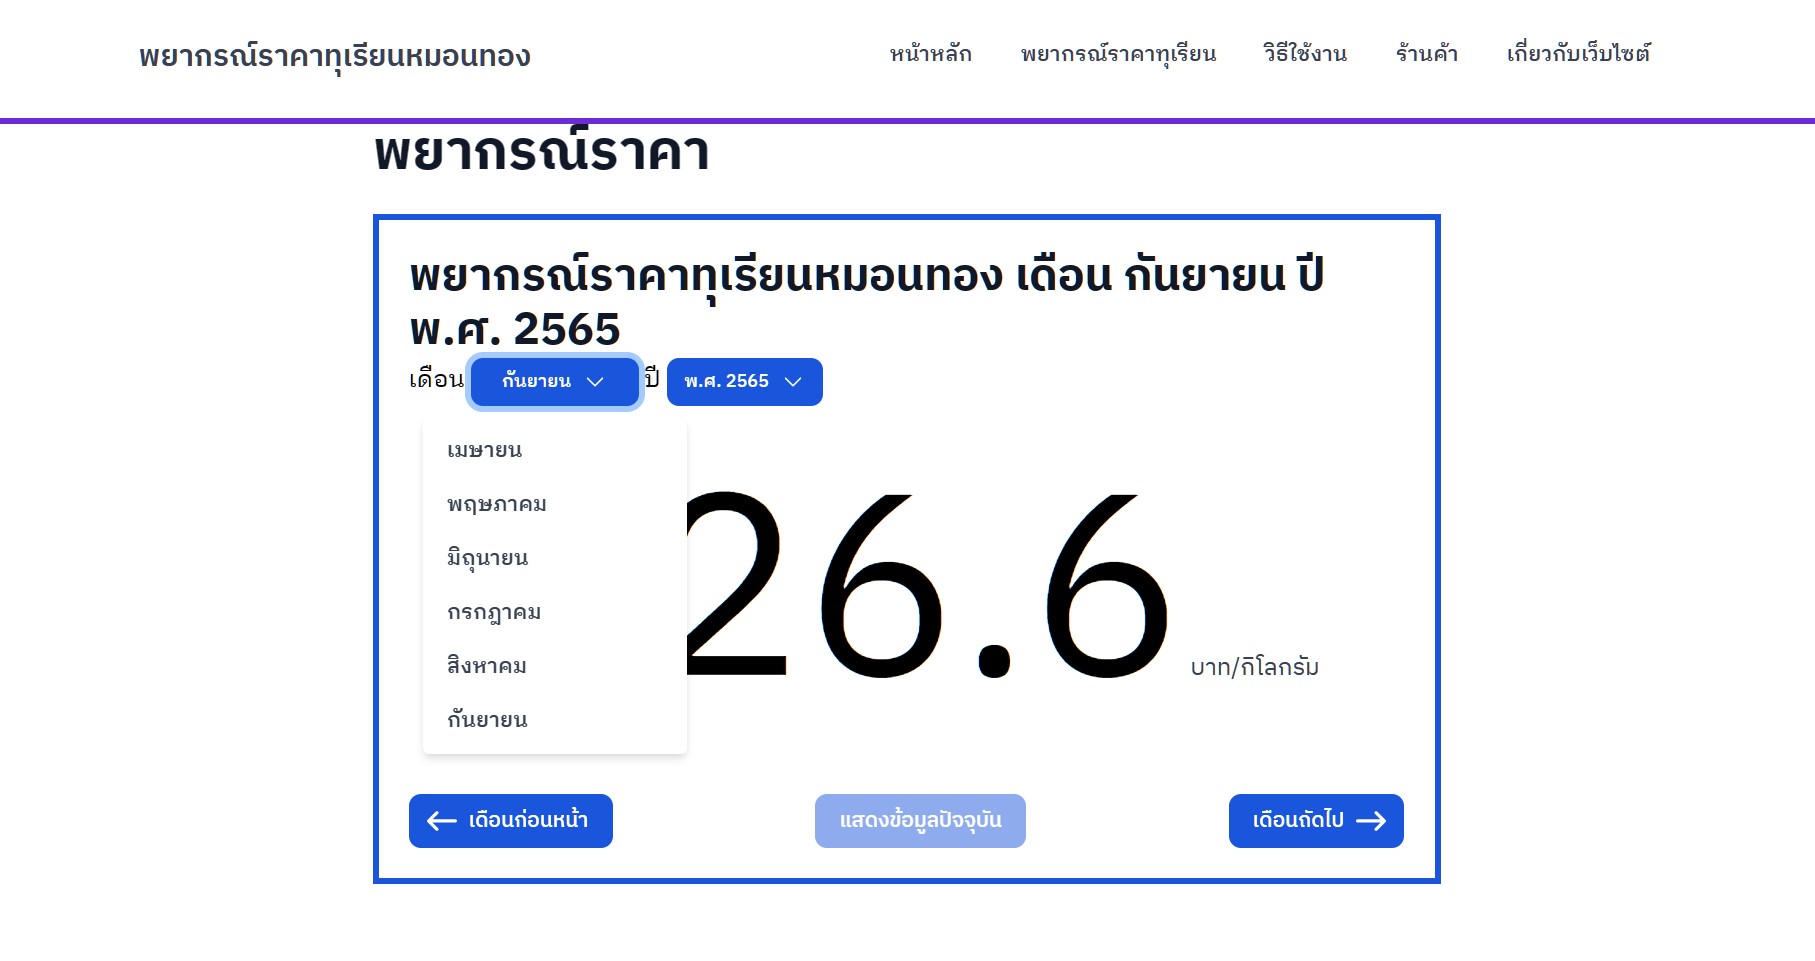 พยากรณ์ราคาทุเรียนหมอนทอง
หน้าหลัก
พยากรณ์ราคาทุเรียน
วิธีใช้งาน
ร้านค้า
เกี่ยวกับเว็บไซต์
พยากรณ์ราคา
พยากรณ์ราคาทุเรียนหมอนทอง เดือน กันยายน ปี
พ.ศ. 2565
เดือน กันยายน ปี พ.ศ. 2565
เมษายน
พฤษภาคม
มิถุนายน
กรกฎาคม
สิงหาคม
กันยายน
26.6 บาท/กิโลกรัม
เดือนก่อนหน้า
แสดงข้อมูลปัจจุบัน
เดือนถัดไป